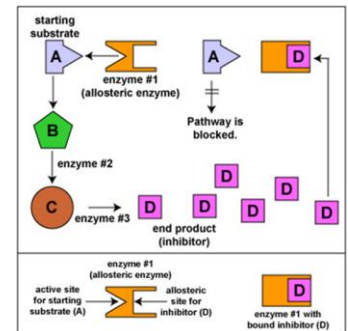 starting
substrate
A
enzyme #1
(allosteric enzyme)
A
D
Pathway is
blocked.
B
enzyme #2
C
enzyme #3
D
D
D
D
D
D
end product
(inhibitor)
enzyme #1
(allosteric enzyme)
active site
for starting
substrate (A)
allosteric
site for
inhibitor (D)
D
enzyme #1 with
bound inhibitor (D)